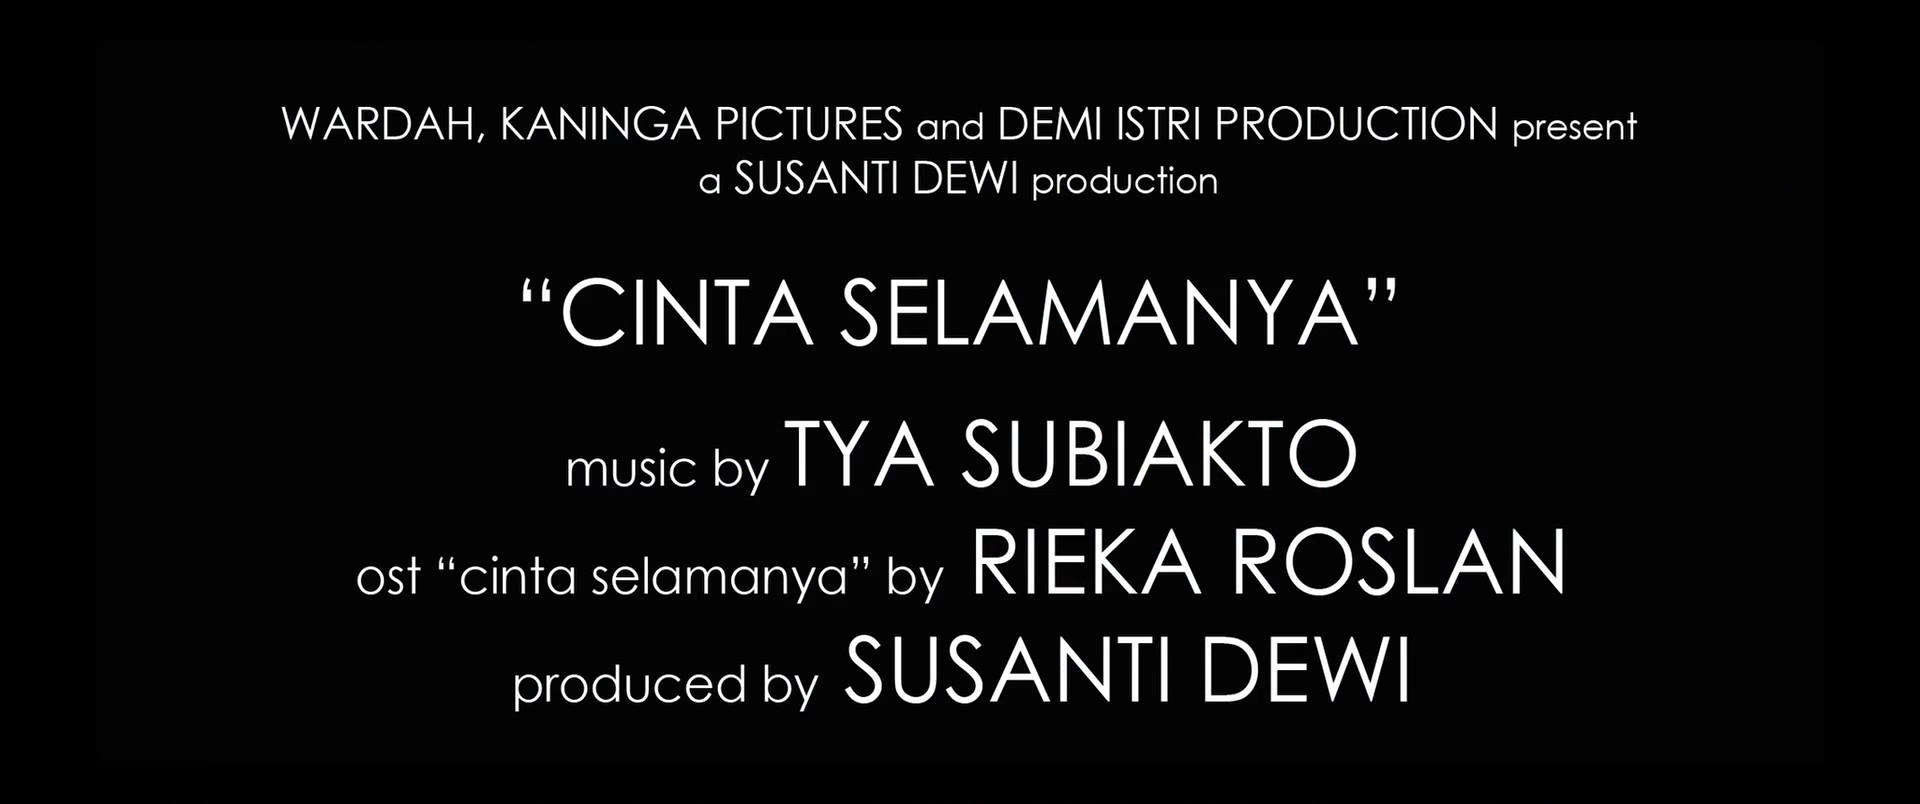 WARDAH, KANINGA PICTURES and DEMI ISTRI PRODUCTION present
a SUSANTI DEWI production
“CINTA SELAMANYA”
music by TYA SUBIAKTO
ost “cinta selamanya” by RIEKA ROSLAN
produced by SUSANTI DEWI